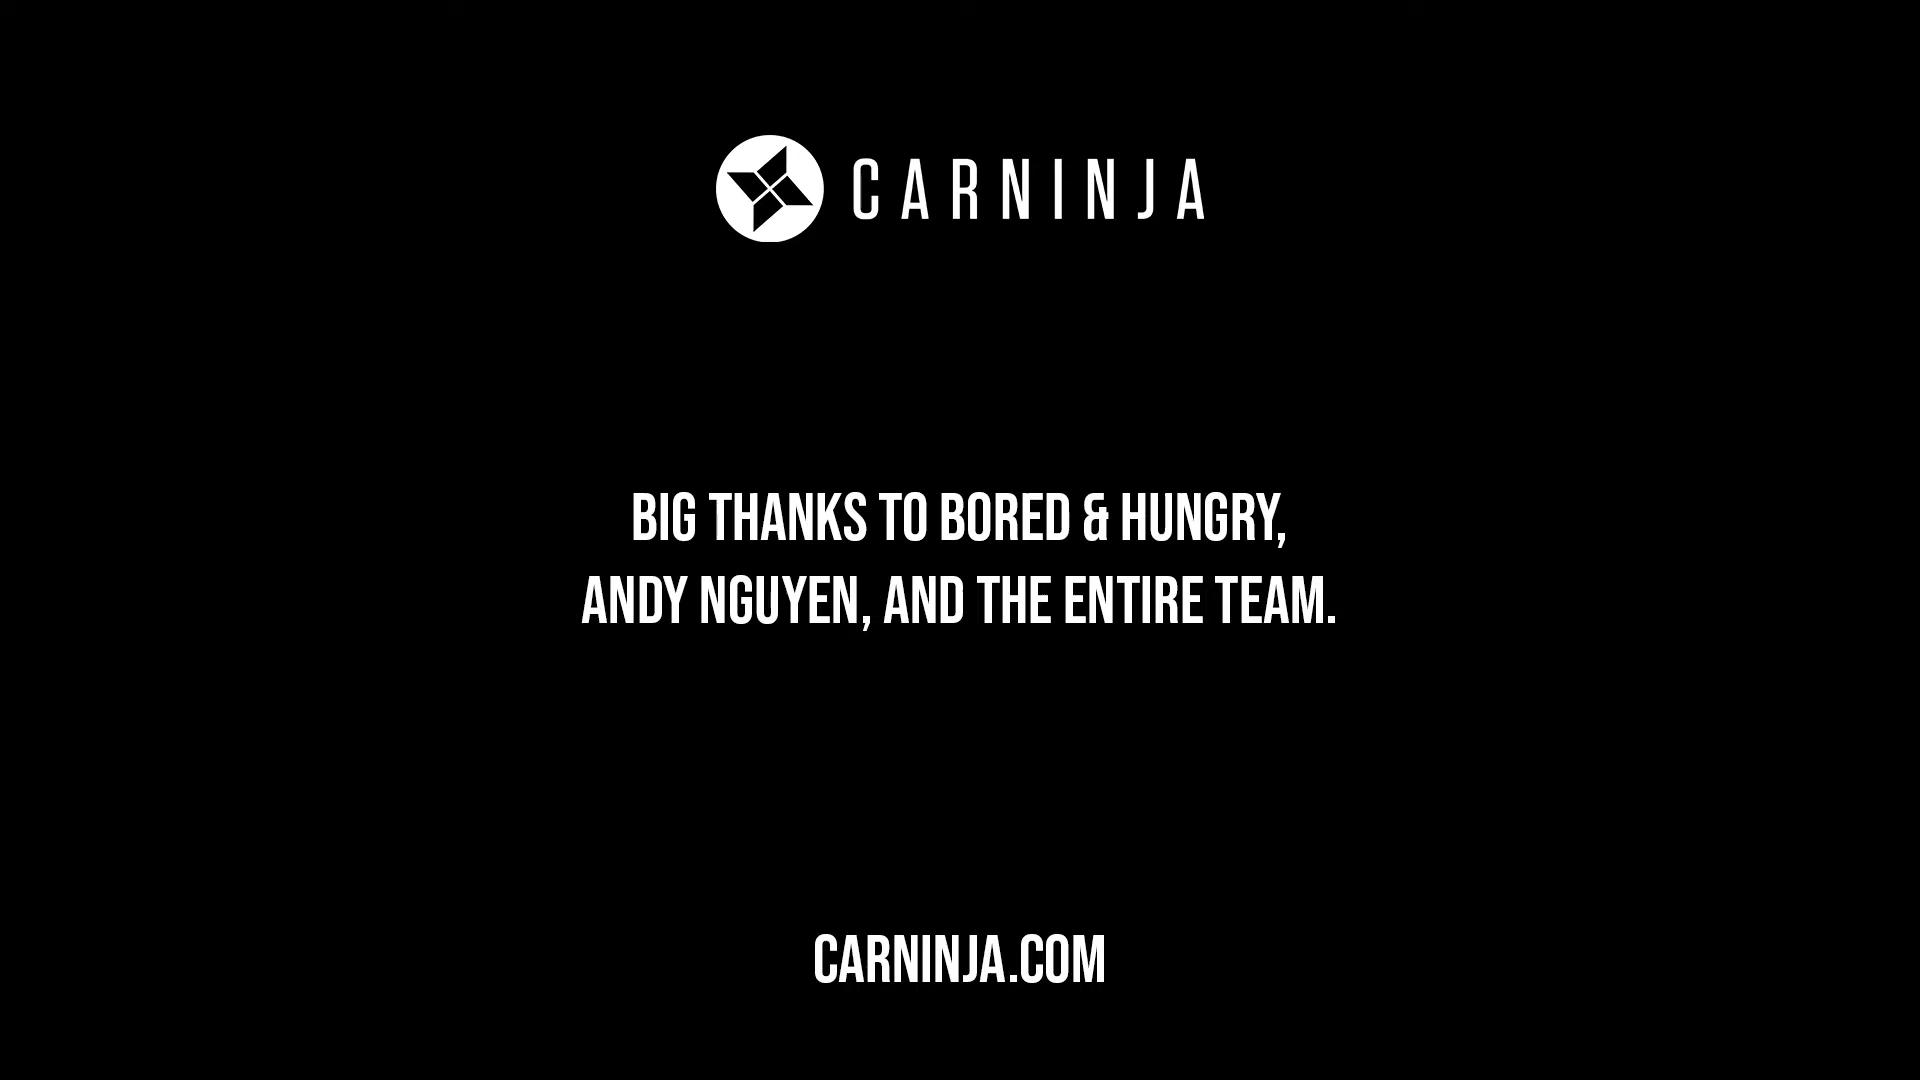 CARNINJA
BIG THANKS TO BORED & HUNGRY,
ANDY NGUYEN, AND THE ENTIRE TEAM.
CARNINJA.COM